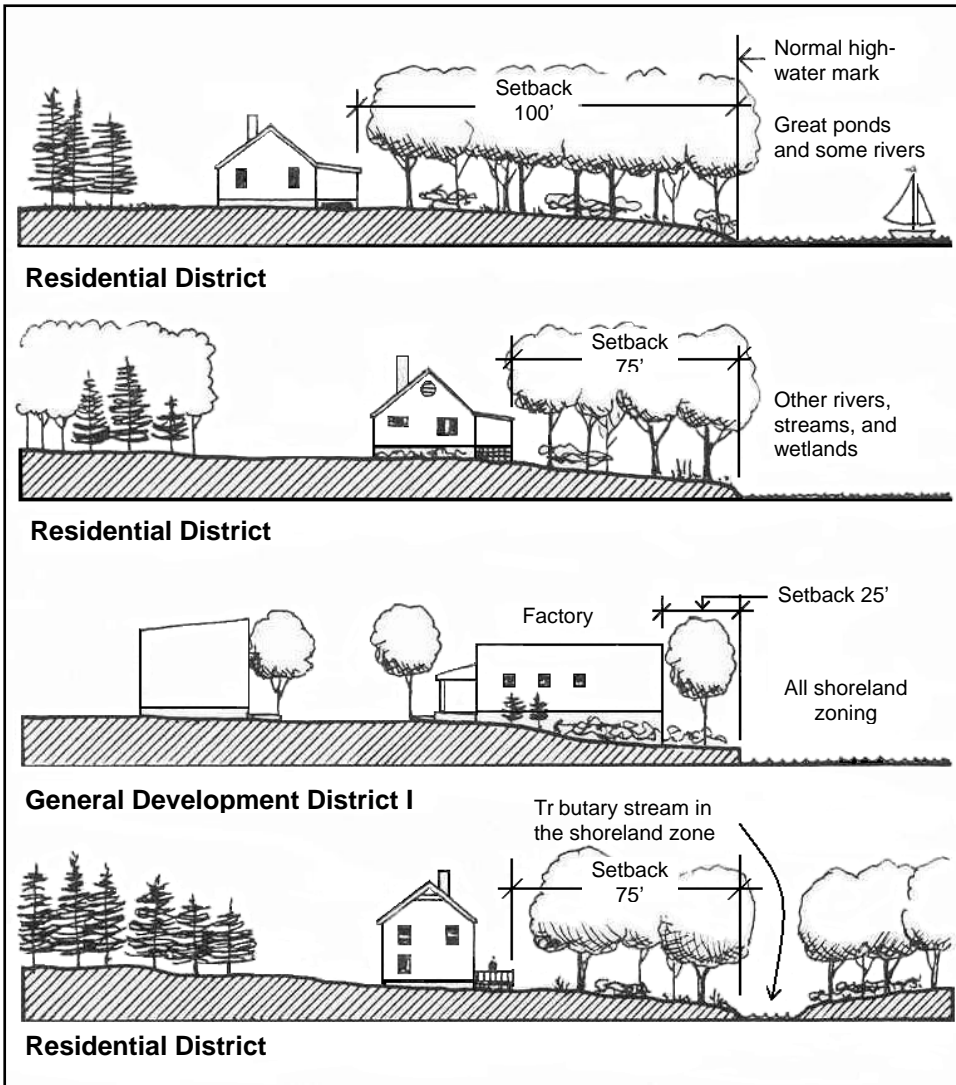 Normal high-
water mark
Setback
100'
Great ponds
and some rivers
Residential District
Setback
75'
Other rivers,
streams, and
wetlands
Residential District
Setback 25'
Factory
All shoreland
zoning
General Development District I
Tr butary stream in
the shoreland zone
Setback
75'
Residential District